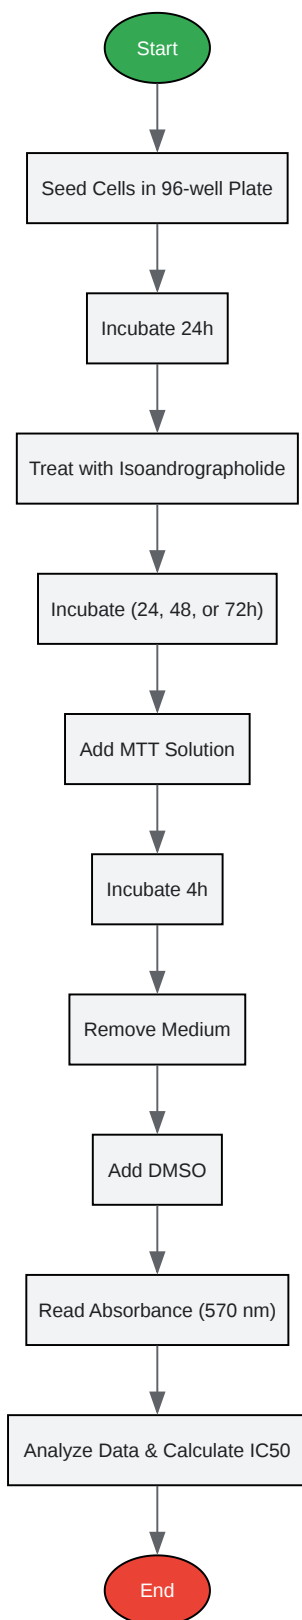 Start
Seed Cells in 96-well Plate
Incubate 24h
Treat with Isoandrographolide
Incubate (24, 48, or 72h)
Add MTT Solution
Incubate 4h
Remove Medium
Add DMSO
Read Absorbance (570 nm)
Analyze Data & Calculate IC50
End